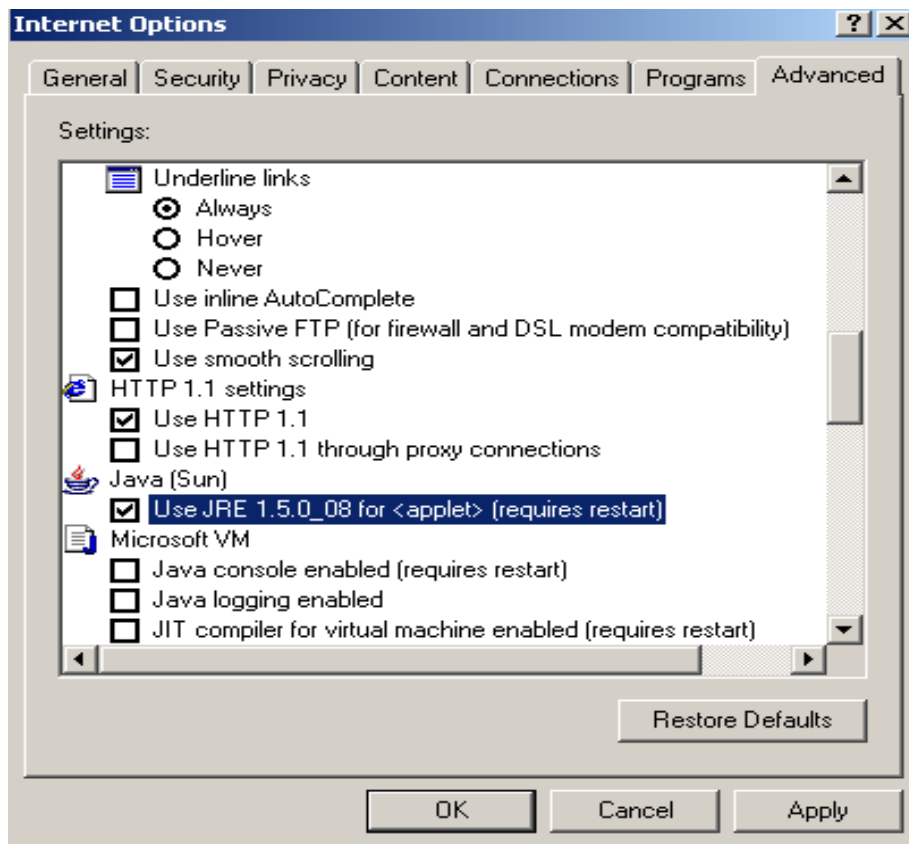 Internet Options
General Security Privacy Content Connections Programs Advanced
Settings:
Underline links
Always
Hover
Never
Use inline AutoComplete
Use Passive FTP (for firewall and DSL modem compatibility)
Use smooth scrolling
HTTP 1.1 settings
Use HTTP 1.1
Use HTTP 1.1 through proxy connections
Java (Sun)
Use JRE 1.5.0_08 for <applet> (requires restart)
Microsoft VM
Java console enabled (requires restart)
Java logging enabled
JIT compiler for virtual machine enabled (requires restart)
Restore Defaults
OK Cancel Apply